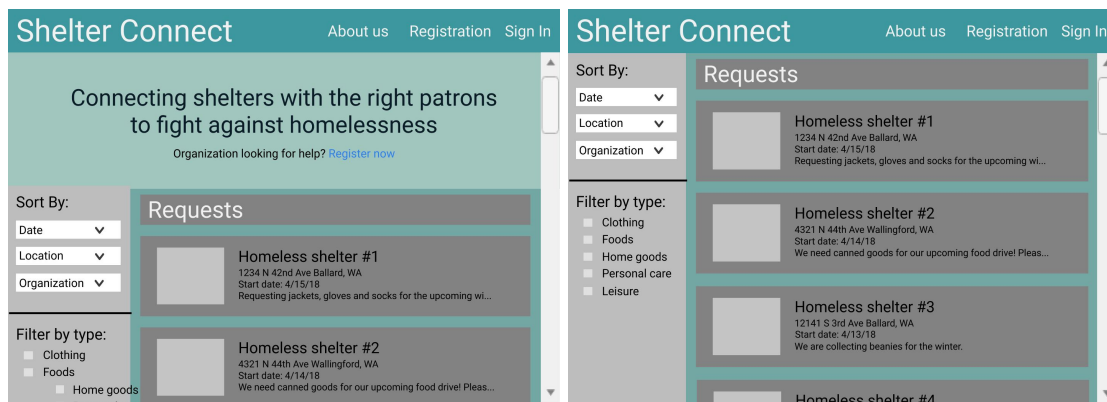 Shelter Connect
About us
Registration
Sign In
Connecting shelters with the right patrons
to fight against homelessness
Organization looking for help? Register now
Sort By:
Date
Location
Organization
Filter by type:
Clothing
Foods
Home goods
Requests
Homeless shelter #1
1234 N 42nd Ave Ballard, WA
Start date: 4/15/18
Requesting jackets, gloves and socks for the upcoming wi...
Homeless shelter #2
4321 N 44th Ave Wallingford, WA
Start date: 4/14/18
We need canned goods for our upcoming food drive! Pleas...
Shelter Connect
About us
Registration
Sign In
Sort By:
Date
Location
Organization
Filter by type:
Clothing
Foods
Home goods
Personal care
Leisure
Requests
Homeless shelter #1
1234 N 42nd Ave Ballard, WA
Start date: 4/15/18
Requesting jackets, gloves and socks for the upcoming wi...
Homeless shelter #2
4321 N 44th Ave Wallingford, WA
Start date: 4/14/18
We need canned goods for our upcoming food drive! Pleas...
Homeless shelter #3
12141 S 3rd Ave Ballard, WA
Start date: 4/13/18
We are collecting beanies for the winter.
Homeless shelter #4